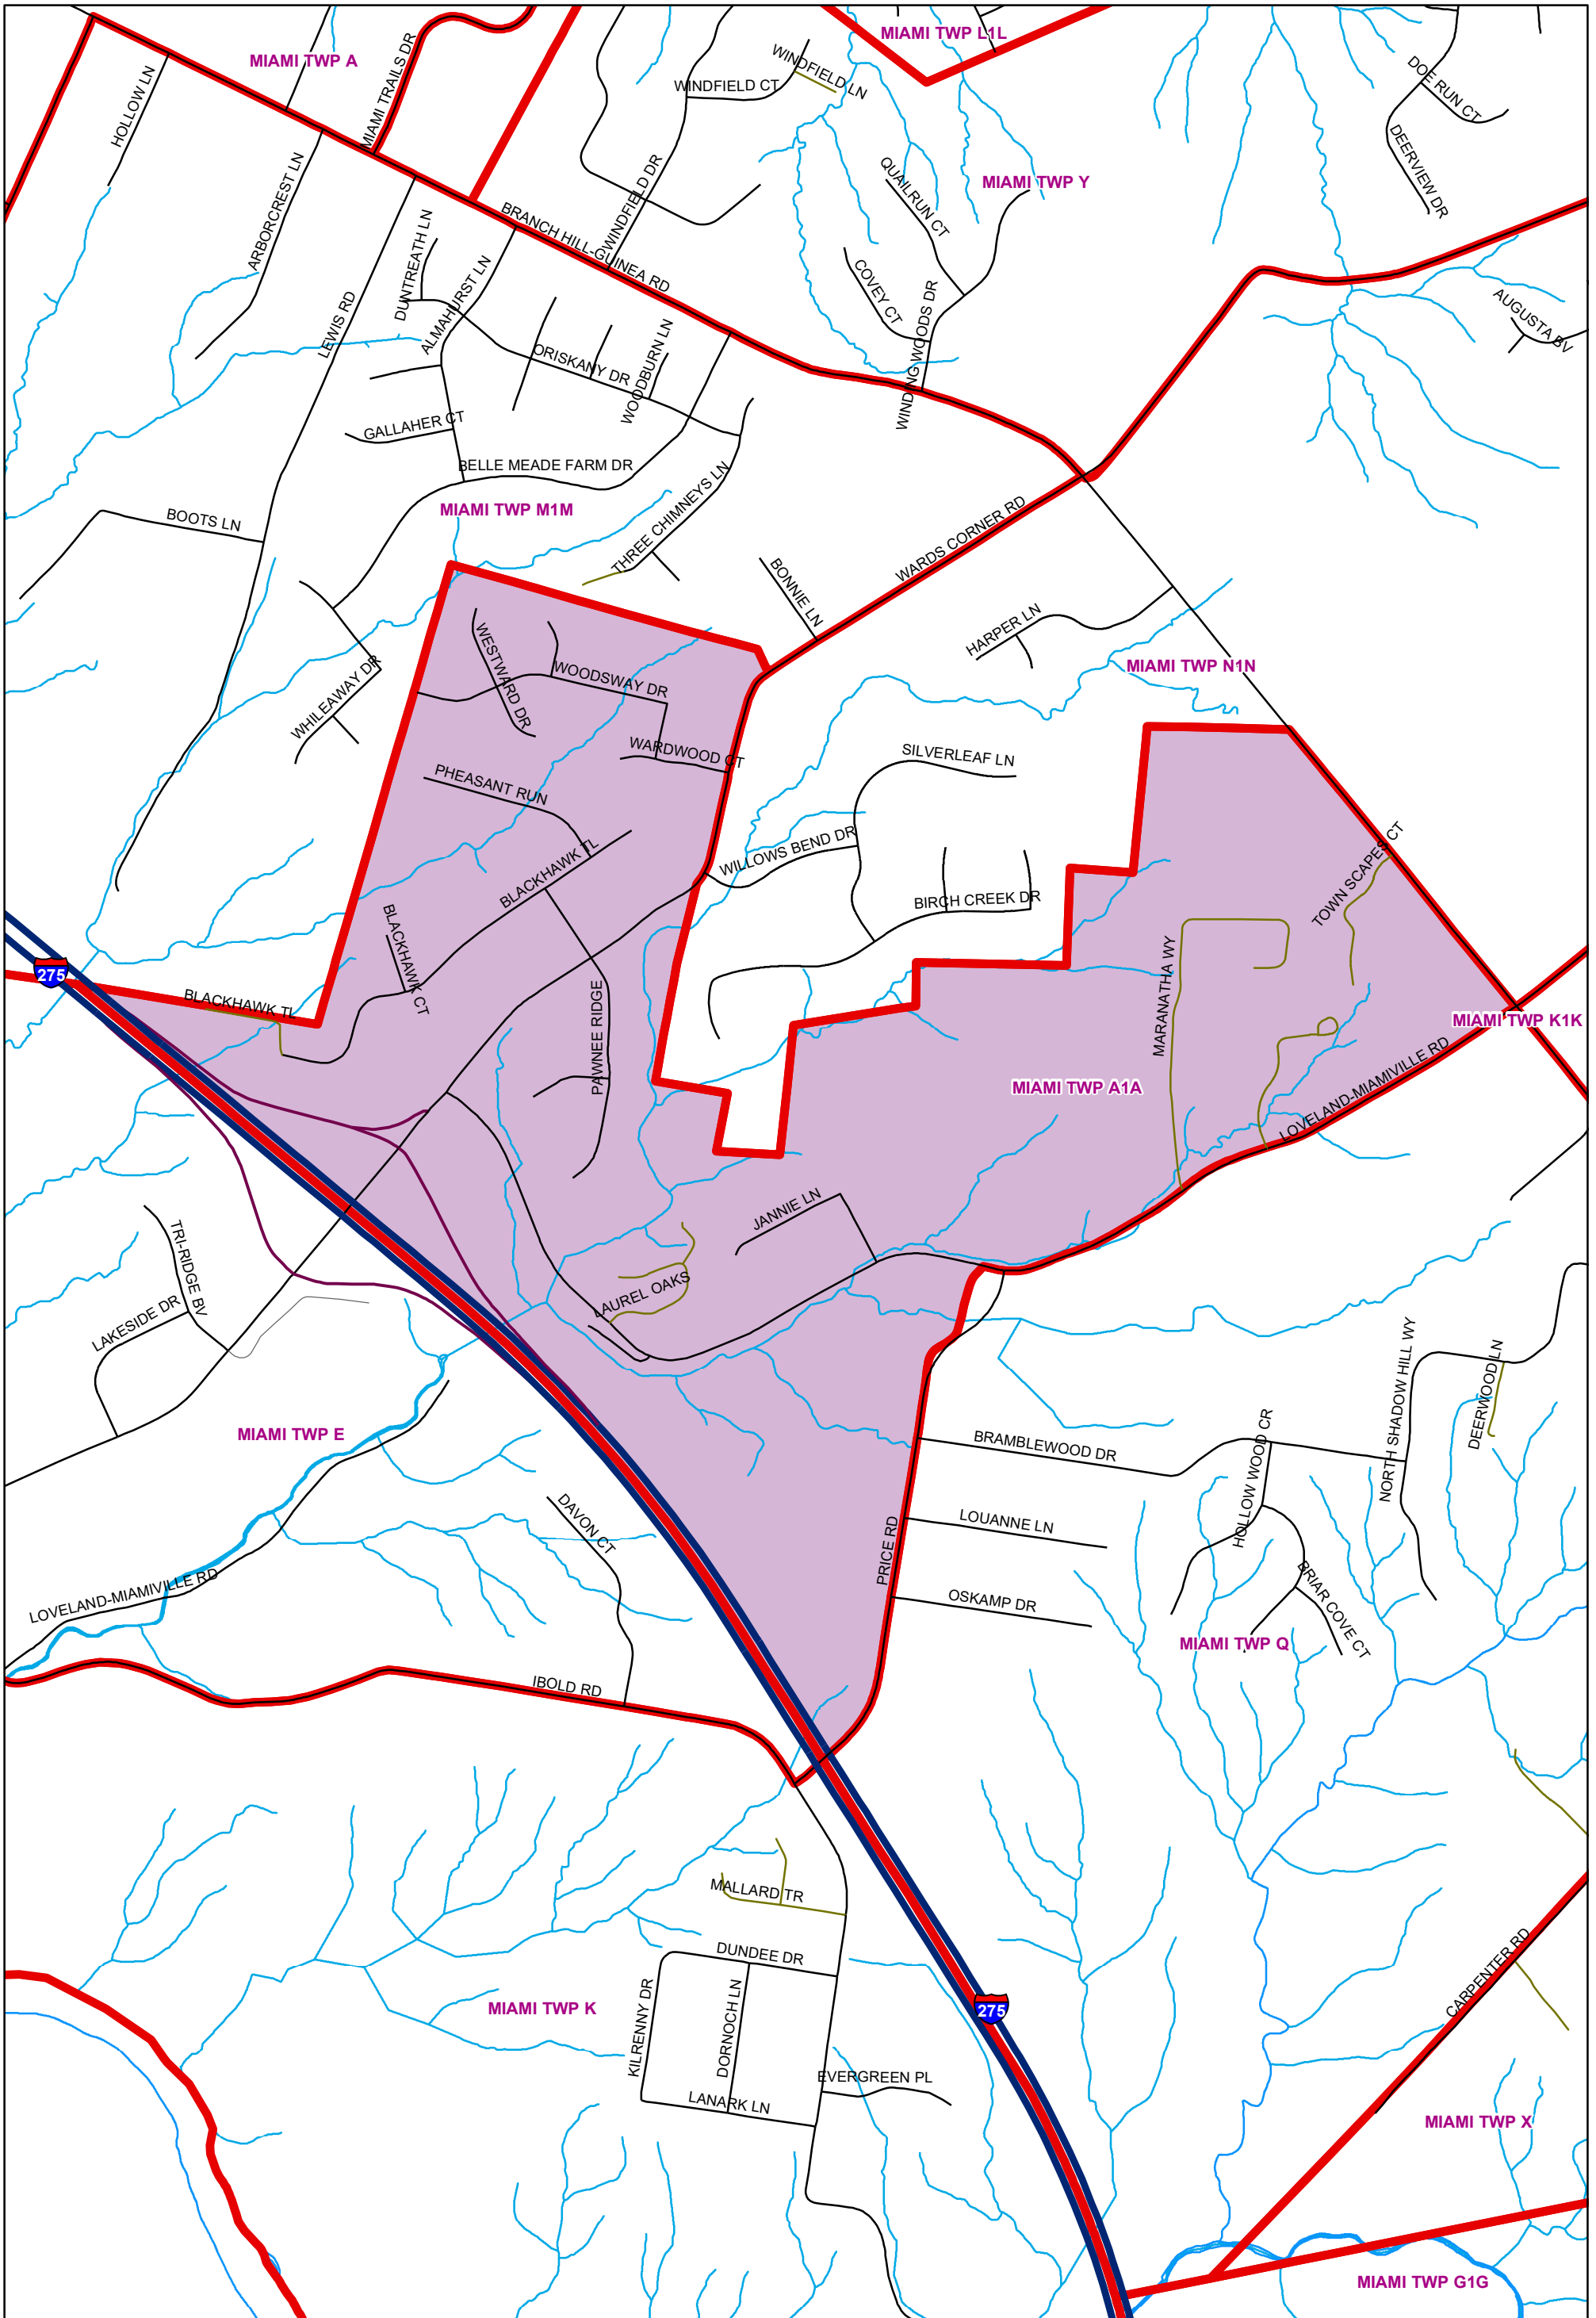 MIAMI TWP L1L
MIAMI TWP A
MIAMI TRAILS DR
WINDFIELD LN
WINDFIELD CT
HOLLOW LN
DOE RUN CT
DEERVIEW DR
ARBORCREST LN
WINDFIELD DR
QUAILRUN CT
MIAMI TWP Y
BRANCH HILL-GUINEA RD
DUNTREATH LN
ALMAHURST LN
LEWIS RD
COVEY CT
WINDING WOODS DR
AUGUSTA BV
ORISKANY DR
WOODBURN LN
GALLAHER CT
BELLE MEADE FARM DR
MIAMI TWP M1M
THREE CHIMNEYS LN
BOOTS LN
WARDS CORNER RD
BONNIE LN
HARPER LN
MIAMI TWP N1N
WESTWARD DR
WOODSWAY DR
WHILEAWAY DR
WARDWOOD CT
SILVERLEAF LN
PHEASANT RUN
WILLOWS BEND DR
TOWN SCAPES CT
BLACKHAWK TL
BIRCH CREEK DR
BLACKHAWK CT
MARANATHA WY
275
BLACKHAWK TL
PAWNEE RIDGE
MIAMI TWP K1K
MIAMI TWP A1A
LOVELAND-MIAMIVILLE RD
JANNIE LN
TRI-RIDGE BV
LAUREL OAKS
LAKESIDE DR
NORTH SHADOW HILL WY
DEERWOOD LN
MIAMI TWP E
BRAMBLEWOOD DR
HOLLOW WOOD CR
DAVON CT
LOUANNE LN
PRICE RD
LOVELAND-MIAMIVILLE RD
OSKAMP DR
BRIAR COVE CT
MIAMI TWP Q
IBOLD RD
MALLARD TR
DUNDEE DR
CARPENTER RD
MIAMI TWP K
275
KILRENNY DR
DORNOCH LN
EVERGREEN PL
LANARK LN
MIAMI TWP X
MIAMI TWP G1G